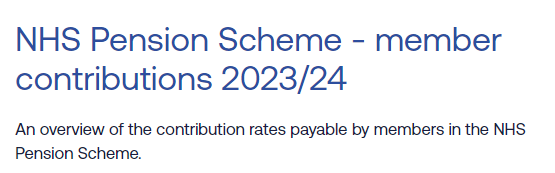 NHS Pension Scheme - member
contributions 2023/24
An overview of the contribution rates payable by members in the NHS
Pension Scheme.